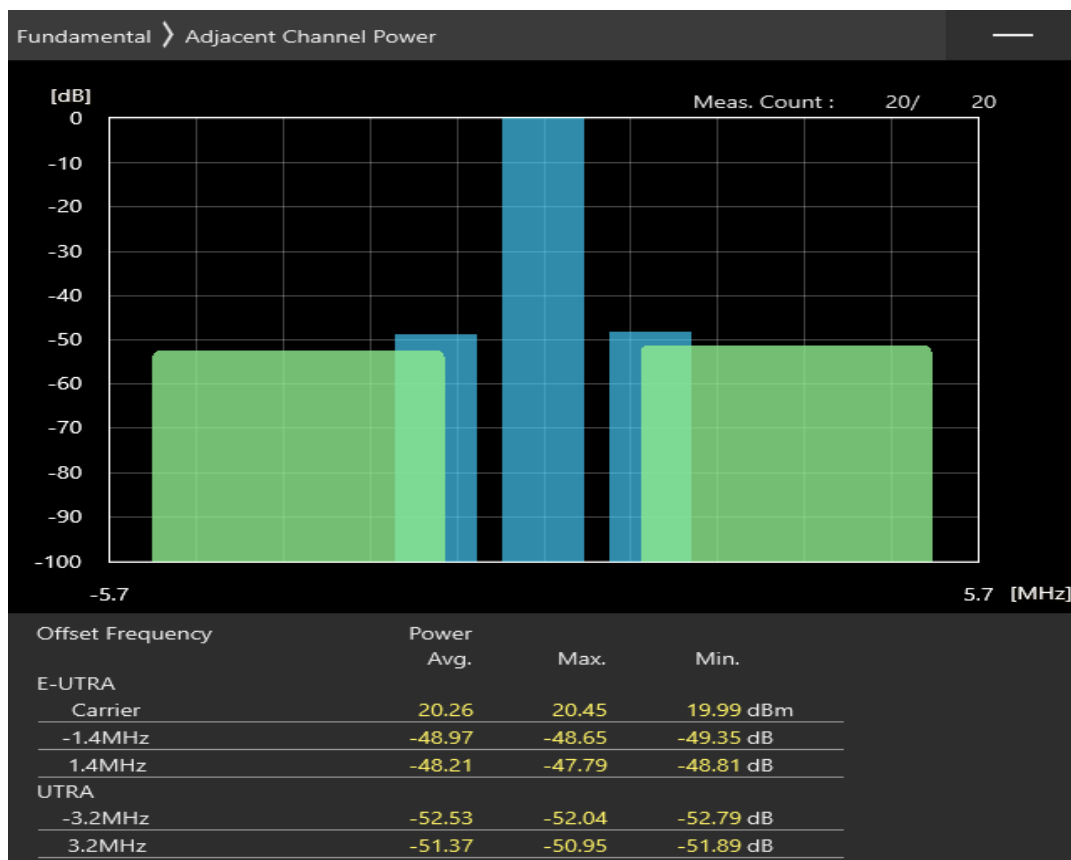 Fundamental 〉 Adjacent Channel Power
[dB]
Meas. Count : 20/ 20
0
-10
-20
-30
-40
-50
-60
-70
-80
-90
-100
-5.7 5.7 [MHz]
Offset Frequency Power
Avg. Max. Min.
E-UTRA
Carrier 20.26 20.45 19.99 dBm
-1.4MHz -48.97 -48.65 -49.35 dB
1.4MHz -48.21 -47.79 -48.81 dB
UTRA
-3.2MHz -52.53 -52.04 -52.79 dB
3.2MHz -51.37 -50.95 -51.89 dB